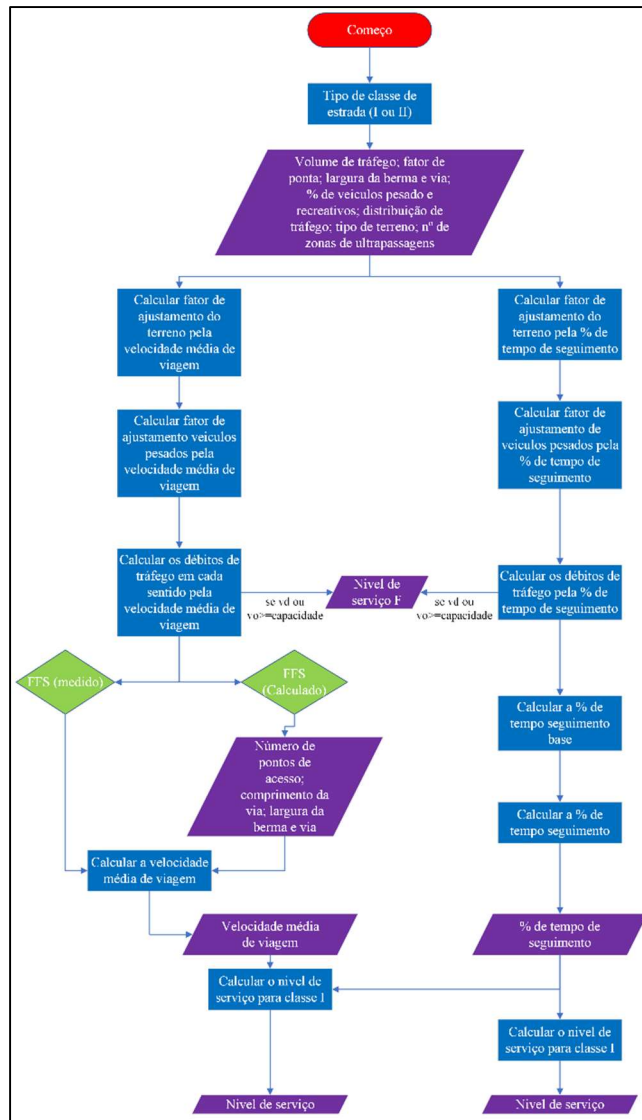 Começo
Tipo de classe de
estrada (I ou II)
Volume de tráfego; fator de
ponta; largura da berma e via;
% de veiculos pesado e
recreativos; distribuição de
tráfego; tipo de terreno; nº de
zonas de ultrapassagens
Calcular fator de
ajustamento do
terreno pela
velocidade média de
viagem
Calcular fator de
ajustamento do
terreno pela % de
tempo de seguimento
Calcular fator de
ajustamento veiculos
pesados pela
velocidade média de
viagem
Calcular fator de
ajustamento de
veiculos pesados pela
% de tempo de
seguimento
Calcular os débitos
de tráfego em cada
sentido pela
velocidade média de
viagem
se vd ou
vo>=capacidade
Nivel de
serviço F
se vd ou
vo>=capacidade
Calcular os débitos de
tráfego pela % de
tempo de seguimento
FFS (medido)
FFS
(Calculado)
Calcular a % de
tempo seguimento
base
Número de
pontos de
acesso;
comprimento da
via; largura da
berma e via
Calcular a % de
tempo seguimento
Calcular a velocidade
média de viagem
Velocidade média
de viagem
% de tempo de
seguimento
Calcular o nivel de
serviço para classe I
Calcular o nivel de
serviço para classe I
Nivel de serviço
Nivel de serviço